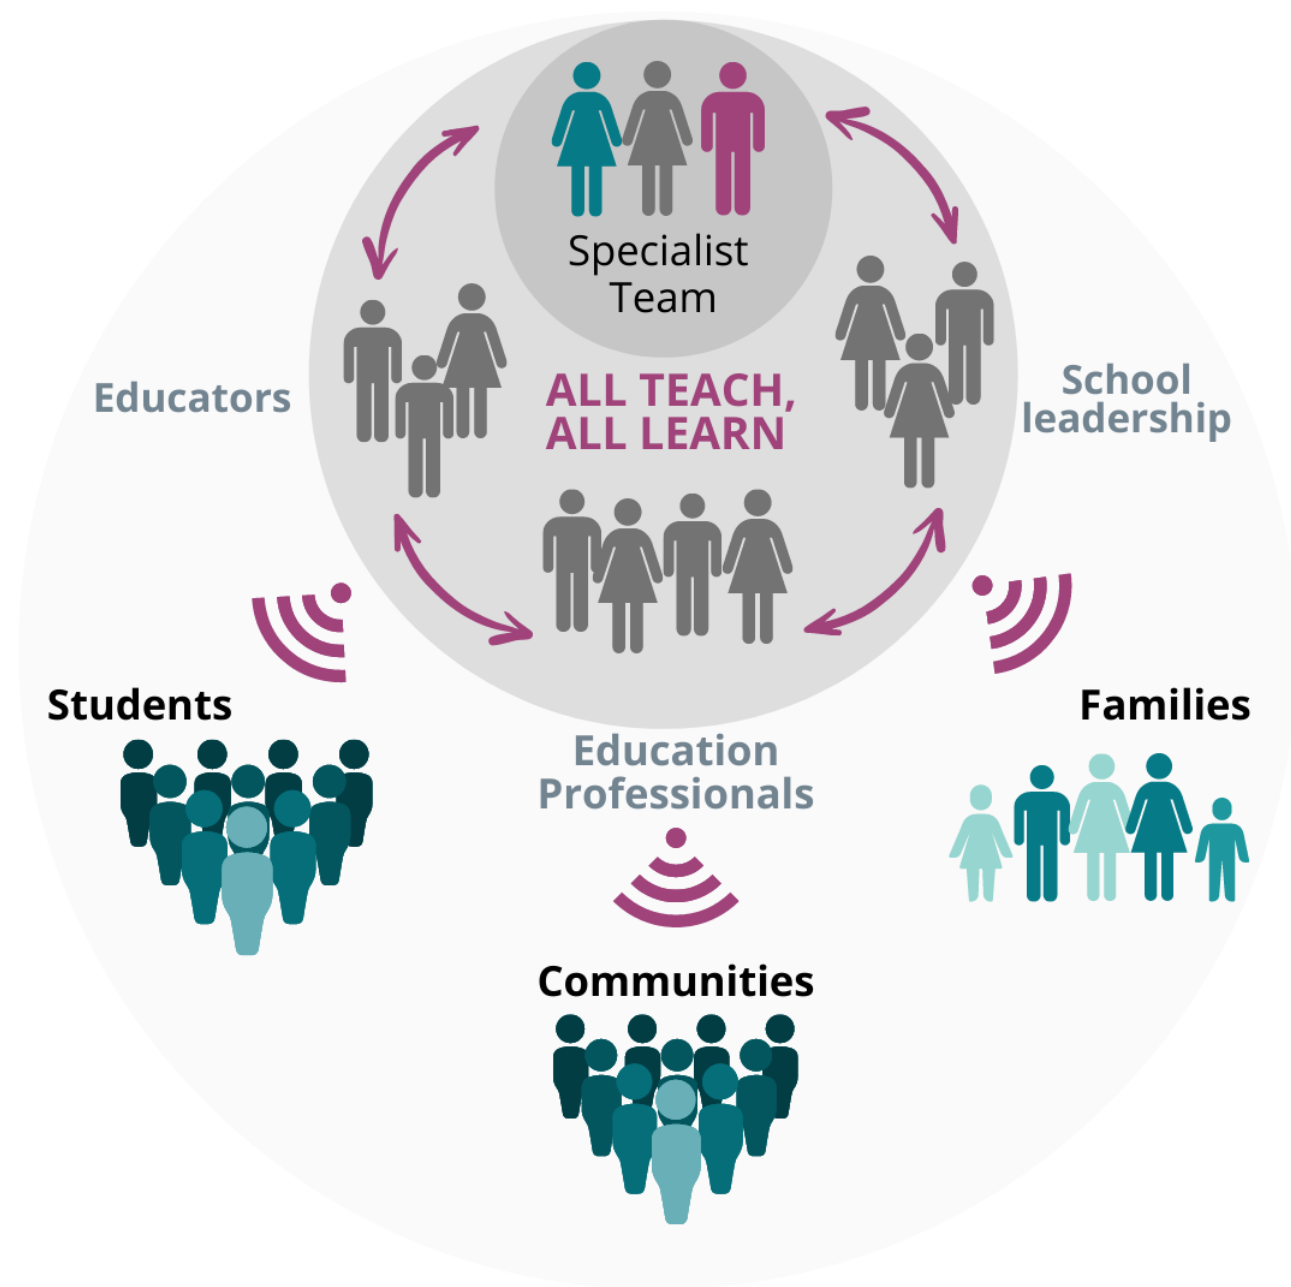 Specialist
Team
ALL TEACH,
ALL LEARN
Educators
School
leadership
Students
Families
Education
Professionals
Communities